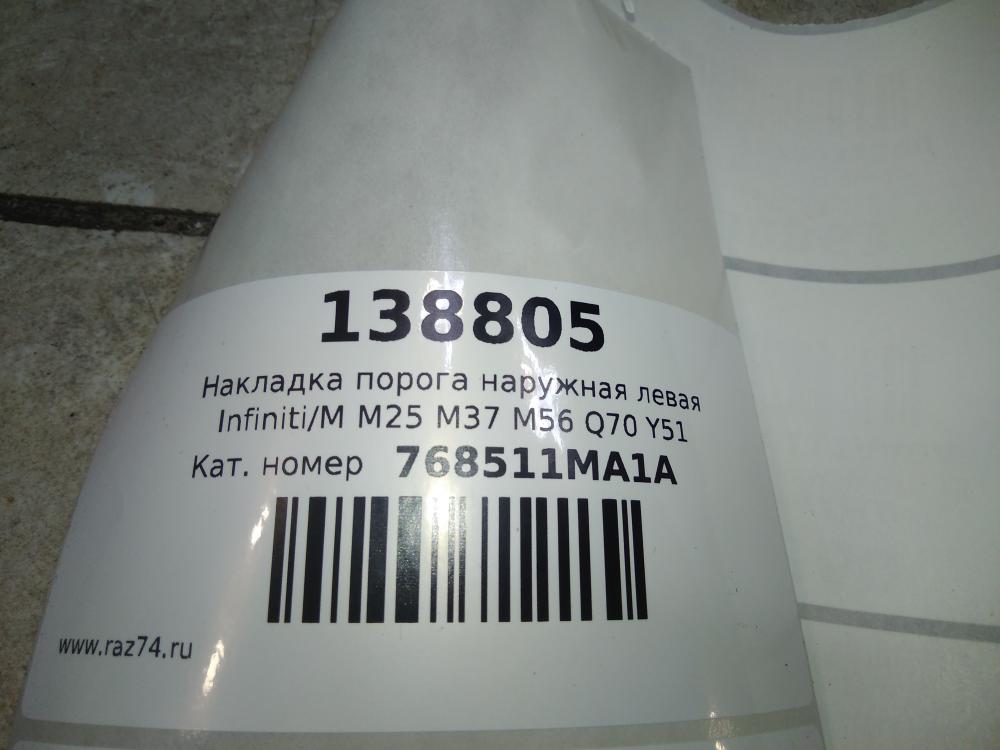 138805
Накладка порога наружная левая
Infiniti/M M25 M37 M56 Q70 Y51
Кат. номер 768511MA1A
www.raz74.ru